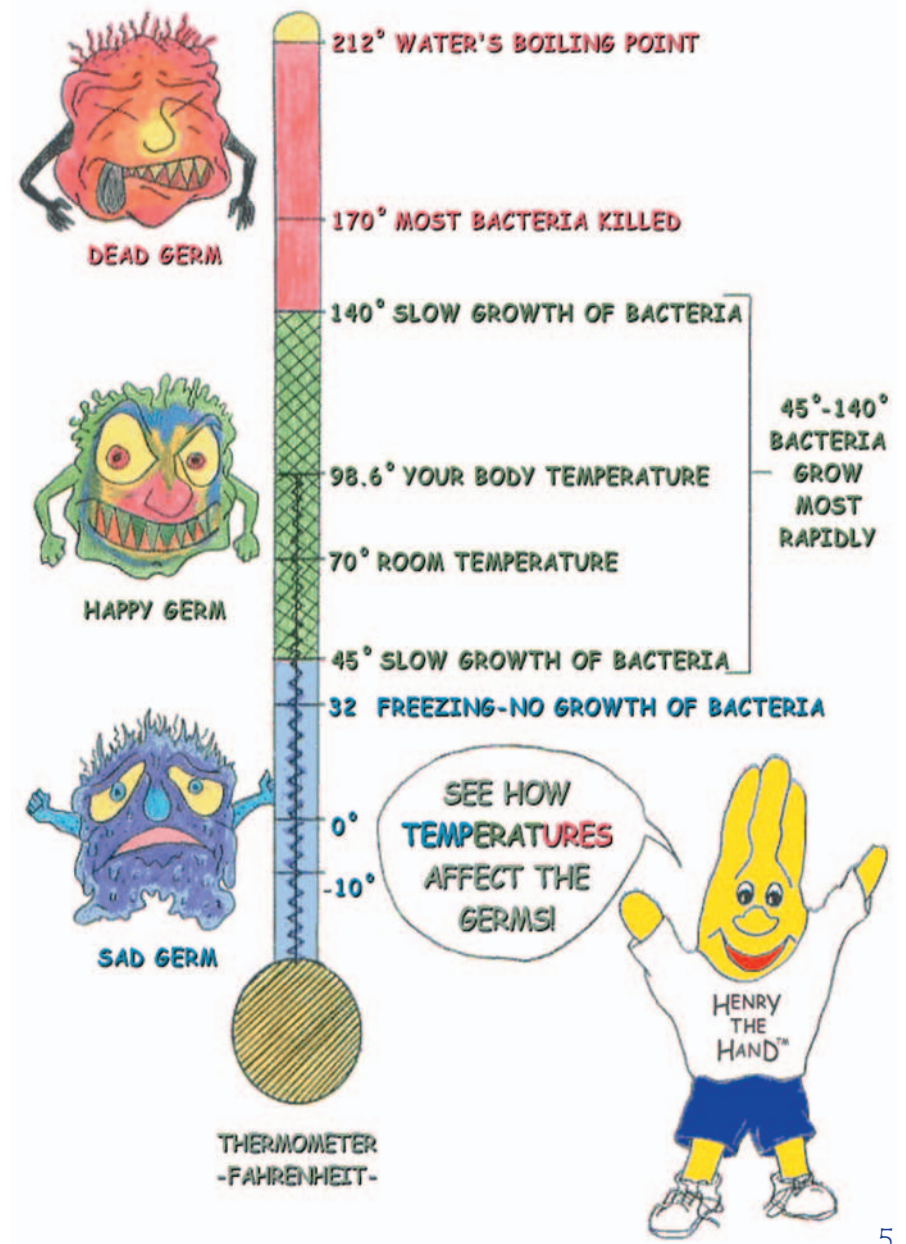 212° WATER'S BOILING POINT
170° MOST BACTERIA KILLED
DEAD GERM
140° SLOW GROWTH OF BACTERIA
45°-140°
BACTERIA
GROW
MOST
RAPIDLY
98.6° YOUR BODY TEMPERATURE
70° ROOM TEMPERATURE
HAPPY GERM
45° SLOW GROWTH OF BACTERIA
32 FREEZING-NO GROWTH OF BACTERIA
0°
-10°
SAD GERM
SEE HOW
TEMPERATURES
AFFECT THE
GERMS!
HENRY
THE
HAND™
THERMOMETER
-FAHRENHEIT-
5